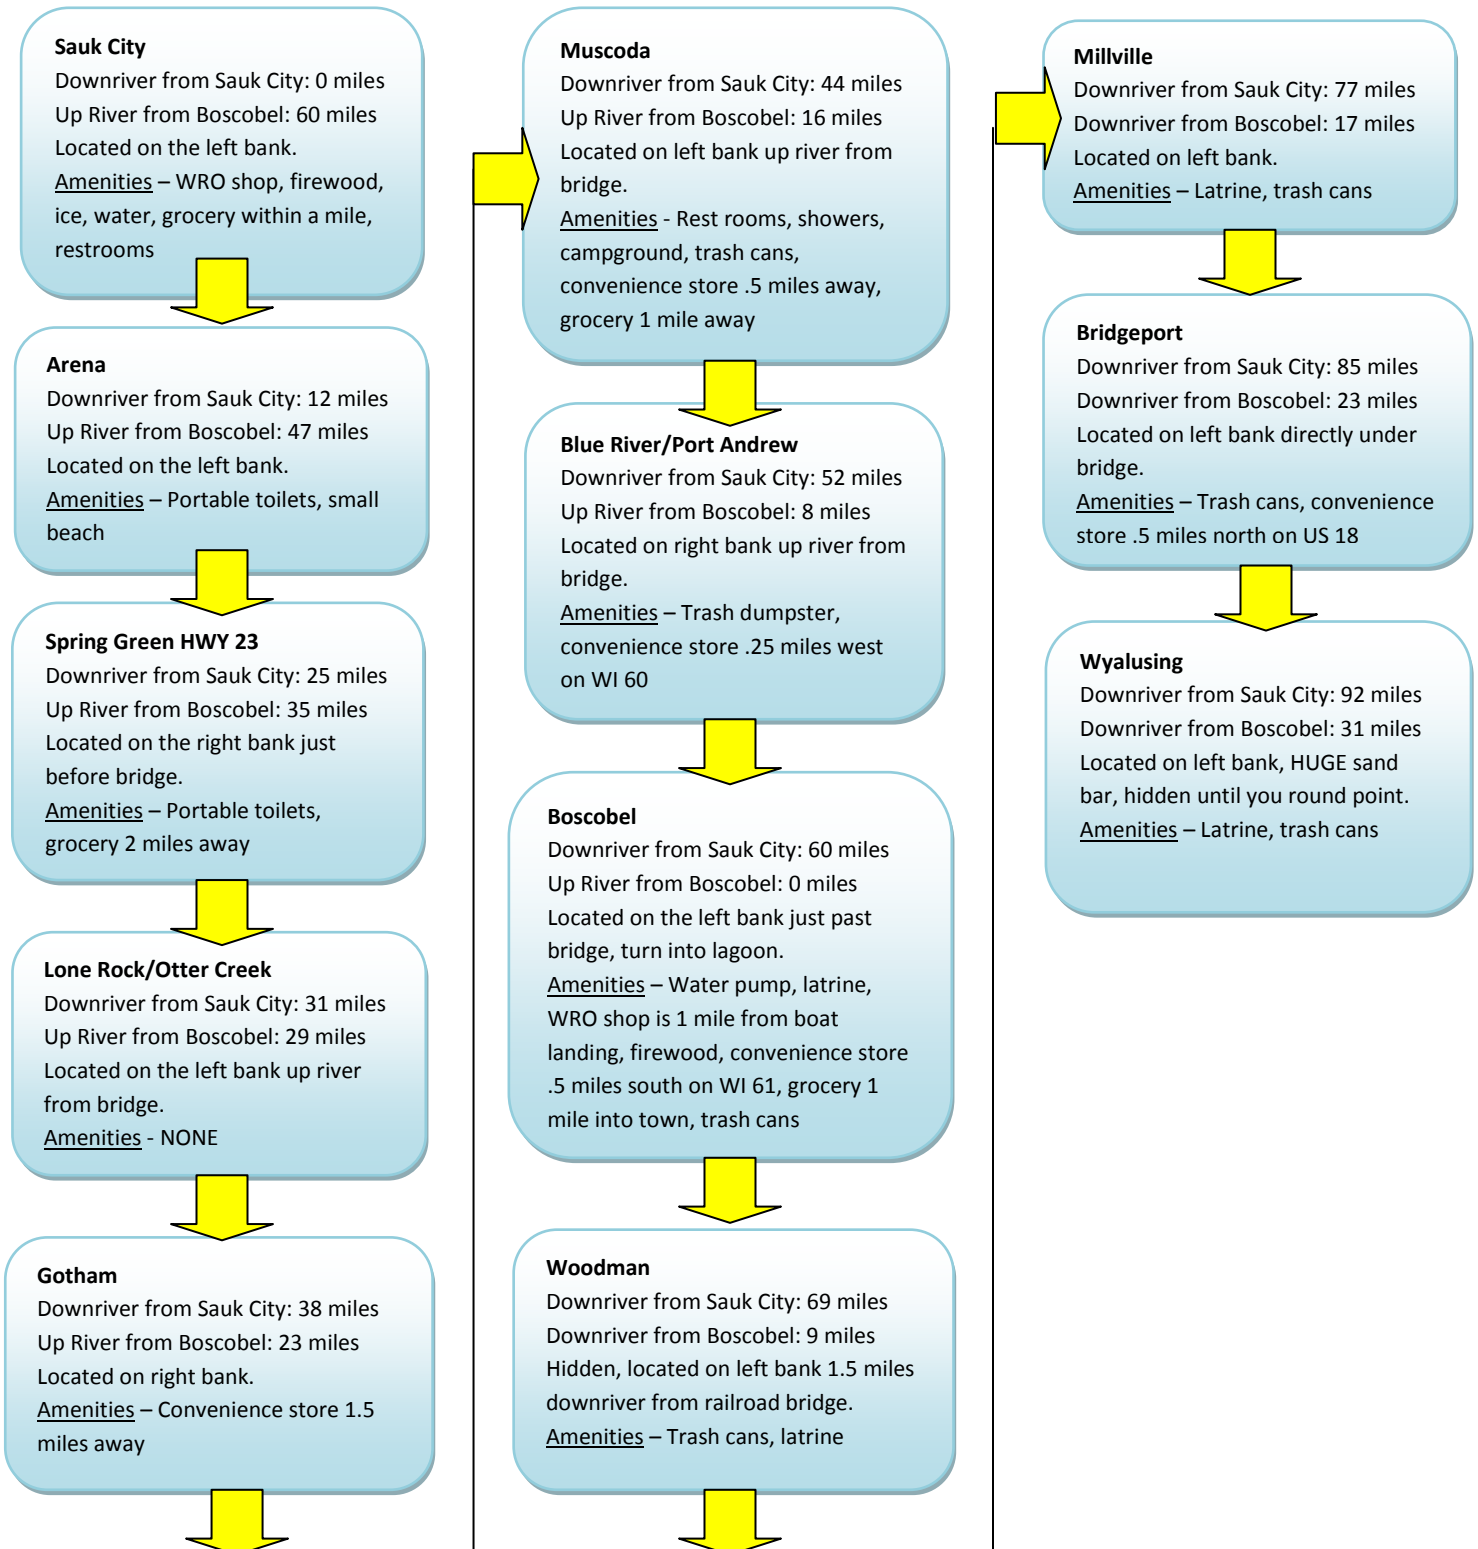 Sauk City
Downriver from Sauk City: 0 miles
Up River from Boscobel: 60 miles
Located on the left bank.
Amenities – WRO shop, firewood,
ice, water, grocery within a mile,
restrooms
Arena
Downriver from Sauk City: 12 miles
Up River from Boscobel: 47 miles
Located on the left bank.
Amenities – Portable toilets, small
beach
Spring Green HWY 23
Downriver from Sauk City: 25 miles
Up River from Boscobel: 35 miles
Located on the right bank just
before bridge.
Amenities – Portable toilets,
grocery 2 miles away
Lone Rock/Otter Creek
Downriver from Sauk City: 31 miles
Up River from Boscobel: 29 miles
Located on the left bank up river
from bridge.
Amenities - NONE
Gotham
Downriver from Sauk City: 38 miles
Up River from Boscobel: 23 miles
Located on right bank.
Amenities – Convenience store 1.5
miles away
Muscoda
Downriver from Sauk City: 44 miles
Up River from Boscobel: 16 miles
Located on left bank up river from
bridge.
Amenities - Rest rooms, showers,
campground, trash cans,
convenience store .5 miles away,
grocery 1 mile away
Blue River/Port Andrew
Downriver from Sauk City: 52 miles
Up River from Boscobel: 8 miles
Located on right bank up river from
bridge.
Amenities – Trash dumpster,
convenience store .25 miles west
on WI 60
Boscobel
Downriver from Sauk City: 60 miles
Up River from Boscobel: 0 miles
Located on the left bank just past
bridge, turn into lagoon.
Amenities – Water pump, latrine,
WRO shop is 1 mile from boat
landing, firewood, convenience store
.5 miles south on WI 61, grocery 1
mile into town, trash cans
Woodman
Downriver from Sauk City: 69 miles
Downriver from Boscobel: 9 miles
Hidden, located on left bank 1.5 miles
downriver from railroad bridge.
Amenities – Trash cans, latrine
Millville
Downriver from Sauk City: 77 miles
Downriver from Boscobel: 17 miles
Located on left bank.
Amenities – Latrine, trash cans
Bridgeport
Downriver from Sauk City: 85 miles
Downriver from Boscobel: 23 miles
Located on left bank directly under
bridge.
Amenities – Trash cans, convenience
store .5 miles north on US 18
Wyalusing
Downriver from Sauk City: 92 miles
Downriver from Boscobel: 31 miles
Located on left bank, HUGE sand
bar, hidden until you round point.
Amenities – Latrine, trash cans